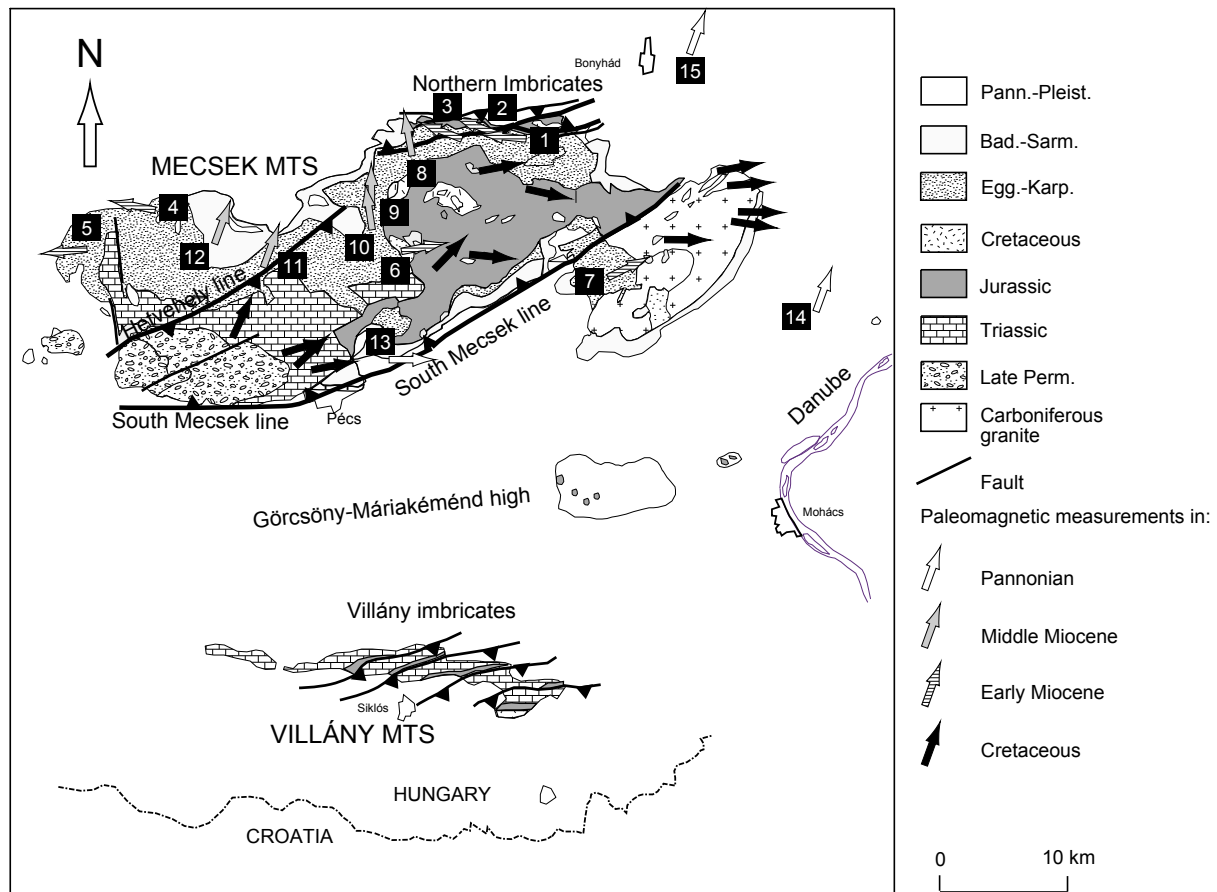 N
Bonyhád
15
Northern Imbricates
3
2
1
MECSEK MTS
8
4
9
5
10
12
11
6
7
Hetvehely line
14
13
South Mecsek line
Pécs
South Mecsek line
Danube
Görcsöny-Máriakéménd high
Mohács
Villány imbricates
Siklós
VILLÁNY MTS
HUNGARY
CROATIA
Pann.-Pleist.
Bad.-Sarm.
Egg.-Karp.
Cretaceous
Jurassic
Triassic
Late Perm.
Carboniferous
granite
Fault
Paleomagnetic measurements in:
Pannonian
Middle Miocene
Early Miocene
Cretaceous
0 10 km